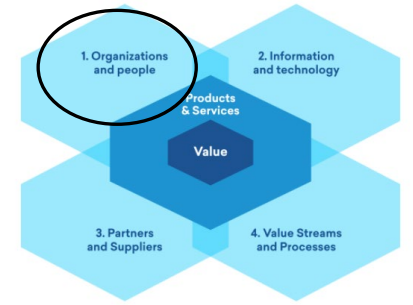 1. Organizations
and people
2. Information
and technology
Products
& Services
Value
3. Partners
and Suppliers
4. Value Streams
and Processes